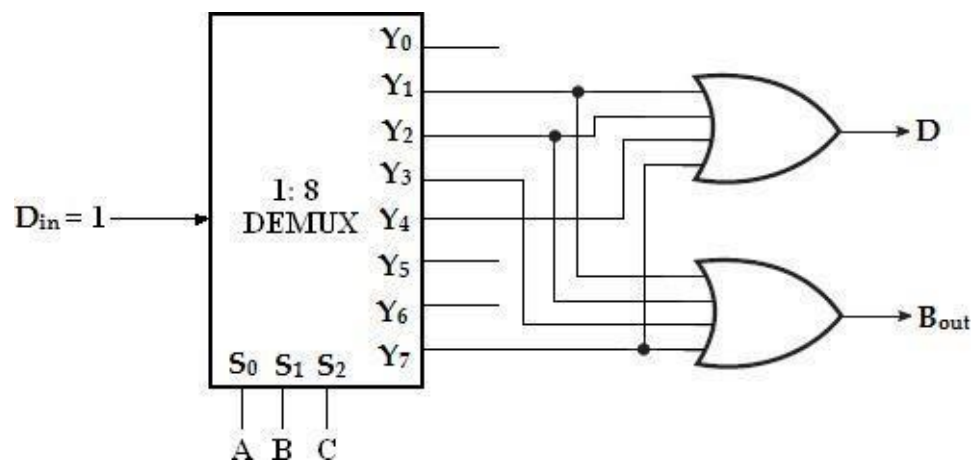 Y₀
Y₁
D
Y₂
Y₃
1: 8
DEMUX
Dᵢₙ = 1
Y₄
Y₅
Y₆
Bₒᵤₜ
Y₇
S₀ S₁ S₂
A B C